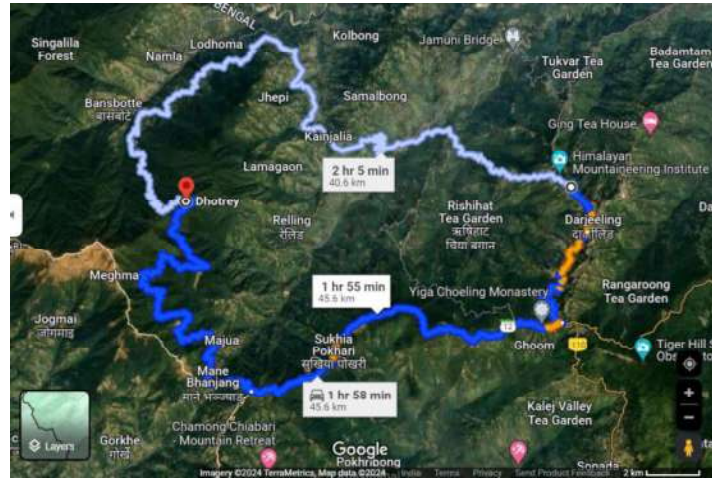 BENGAL
Kolbong
Jamuni Bridge
Singalila
Forest
Lodhoma
Namla
Tukvar Tea
Garden
Badamtam
Tea Garden
Jhepi
Samalbong
Bansbotte
बासबोटे
Ging Tea House
Kainjalia
Himalayan
Mountaineering Institute
Lamagaon
2 hr 5 min
40.6 km
Dhotrey
Rishihat
Tea Garden
ऋषिहाट
चिया बगान
Relling
रेलिङ
Darjeeling
Meghma
1 hr 55 min
45.6 km
Yiga Choeling Monastery
Rangaroong
Tea Garden
Jogmai
जोगमाई
Majua
Sukhia
Pokhari
सुखिया पोखरी
12
Ghoom
110
Tiger Hill S
Mane
Bhanjang
माने भञ्ज्याङ
1 hr 58 min
45.6 km
Kalej Valley
Tea Garden
Layers
Gorkhe
गोर्खे
Chamong Chiabari
- Mountain Retreat
Google
Pokhribong
Sonada
Imagery ©2024 TerraMetrics, Map data ©2024 India Terms Privacy Send Product Feedback 2 km